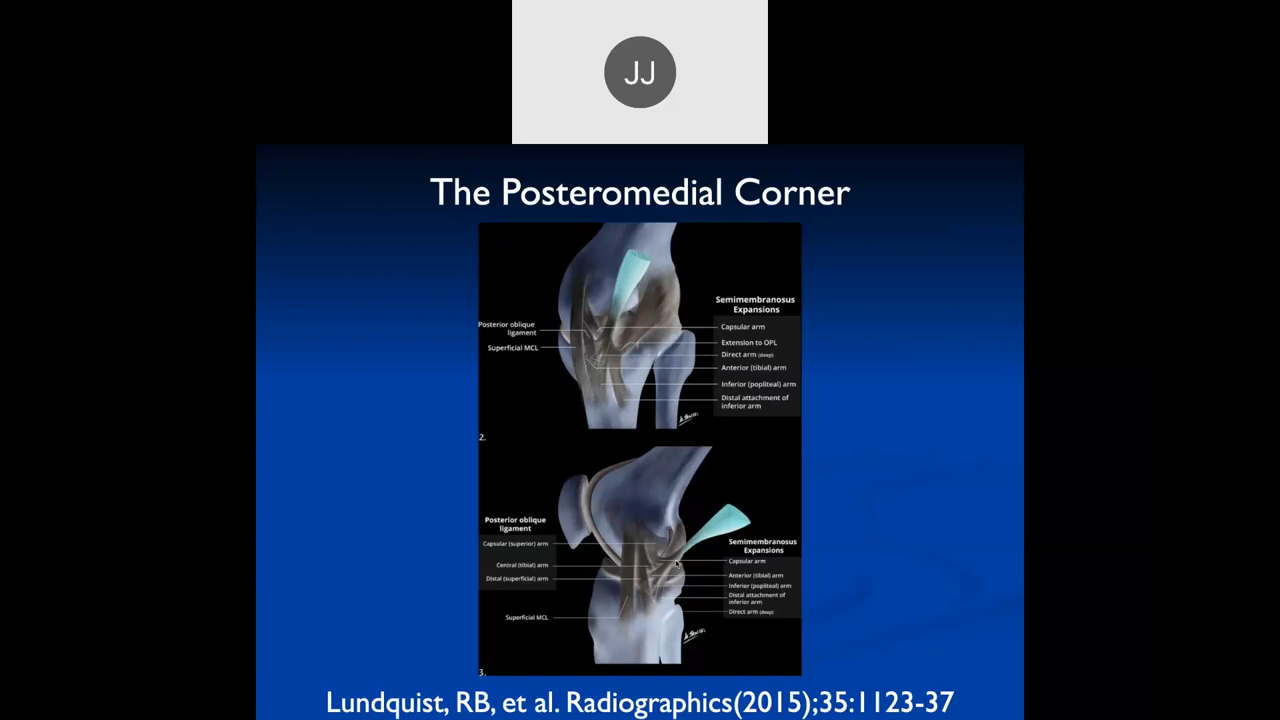 JJ
The Posteromedial Corner
Posterior oblique
ligament
Superficial MCL
Semimembranosus
Expansions
Capsular arm
Extension to OPL
Direct arm (deep)
Anterior (tibial) arm
Inferior (popliteal) arm
Distal attachment of
inferior arm
2.
Posterior oblique
ligament
Capsular (superior) arm
Central (tibial) arm
Distal (superficial) arm
Superficial MCL
Semimembranosus
Expansions
Capsular arm
Anterior (tibial) arm
Inferior (popliteal) arm
Distal attachment of
inferior arm
Direct arm (deep)
3.
Lundquist, RB, et al. Radiographics(2015);35:1123-37